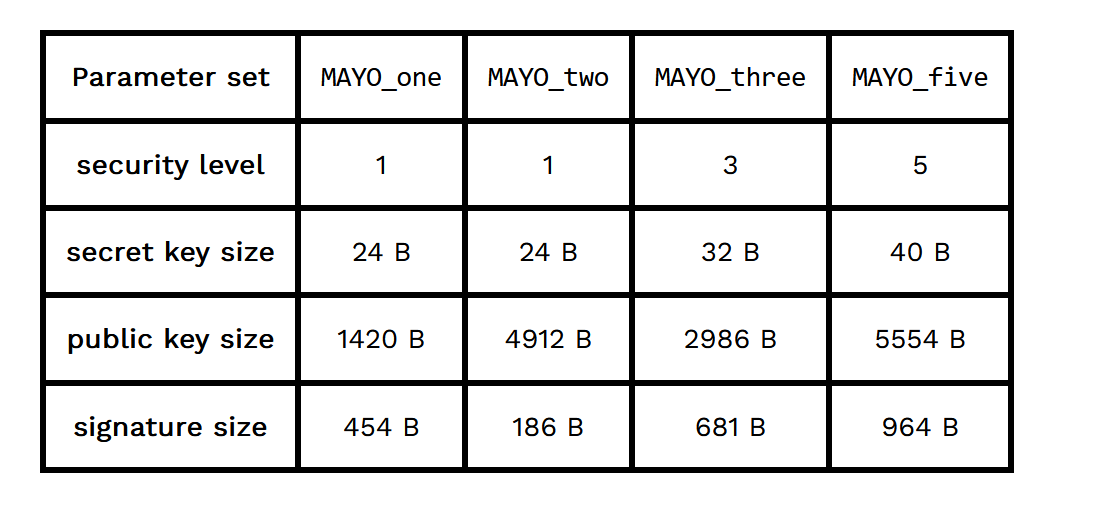 Parameter set MAYO_one MAYO_two MAYO_three MAYO_five
security level 1 1 3 5
secret key size 24 B 24 B 32 B 40 B
public key size 1420 B 4912 B 2986 B 5554 B
signature size 454 B 186 B 681 B 964 B